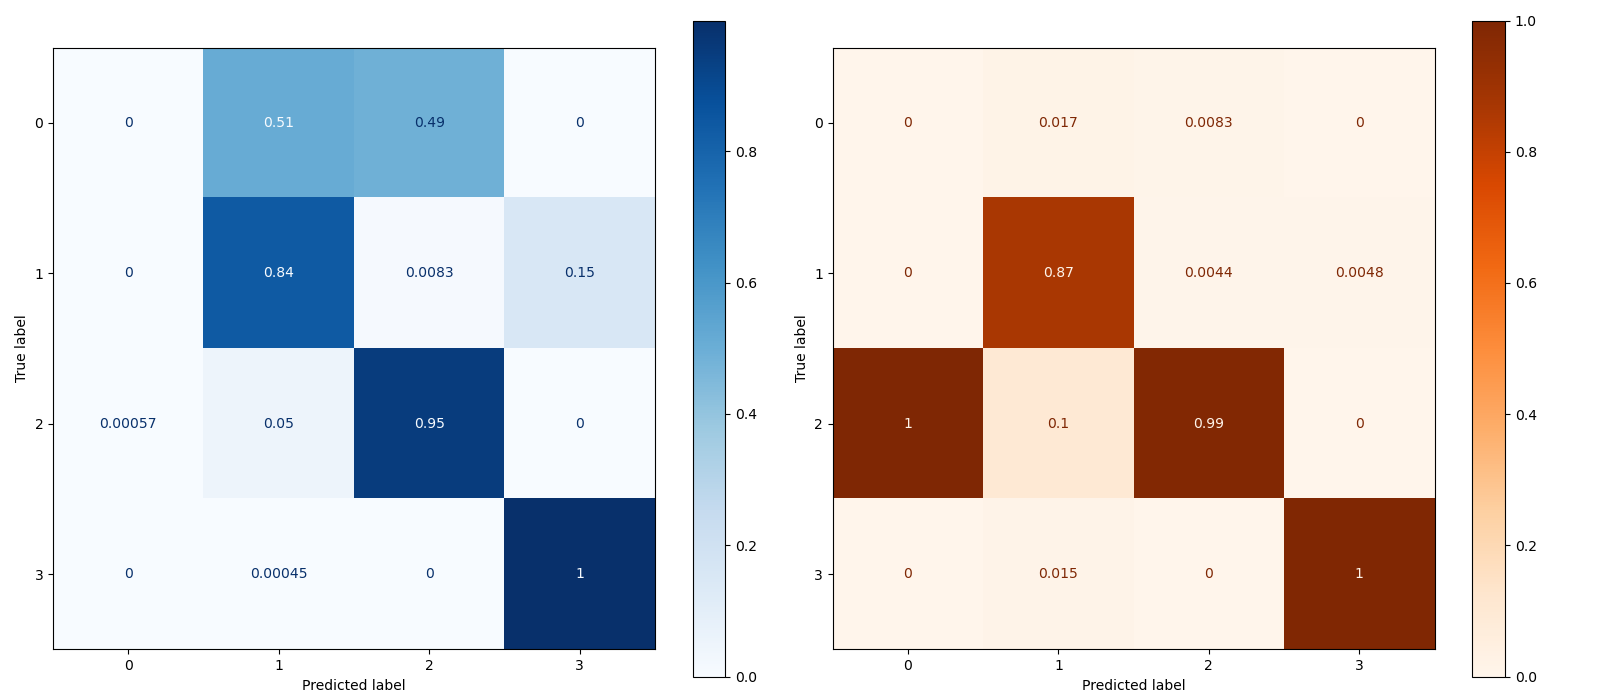 0 0 0.51 0.49 0
1 0 0.84 0.0083 0.15
2 0.00057 0.05 0.95 0
3 0 0.00045 0 1
0 1 2 3
Predicted label
True label
0.8
0.6
0.4
0.2
0.0
0 0 0.017 0.0083 0
1 0 0.87 0.0044 0.0048
2 1 0.1 0.99 0
3 0 0.015 0 1
0 1 2 3
Predicted label
True label
1.0
0.8
0.6
0.4
0.2
0.0